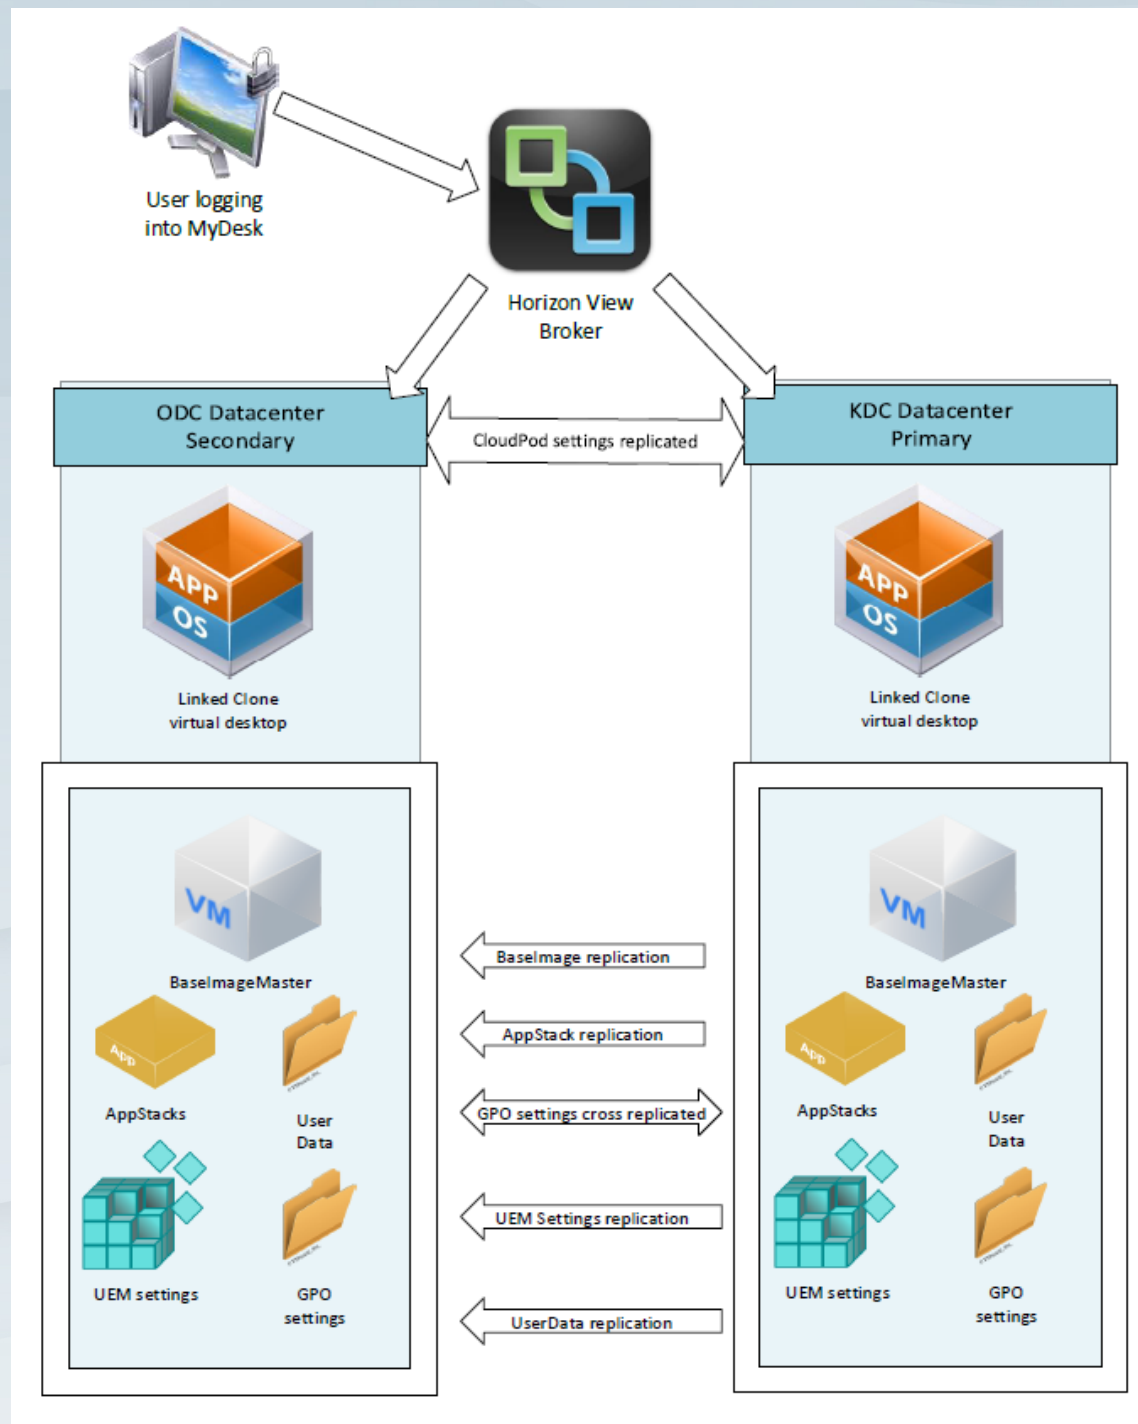 User logging
into MyDesk
Horizon View
Broker
ODC Datacenter
Secondary
CloudPod settings replicated
KDC Datacenter
Primary
APP
OS
Linked Clone
virtual desktop
APP
OS
Linked Clone
virtual desktop
VM
BaseImageMaster
App
AppStacks
User
Data
UEM settings
GPO
settings
BaseImage replication
AppStack replication
GPO settings cross replicated
UEM Settings replication
UserData replication
VM
BaseImageMaster
App
AppStacks
User
Data
UEM settings
GPO
settings